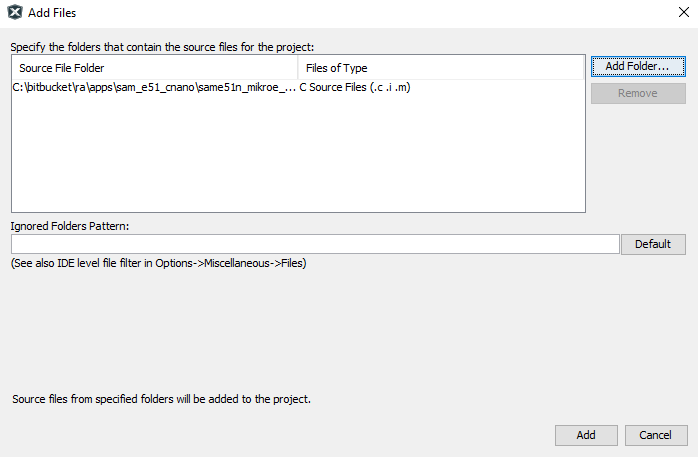 Add Files
Specify the folders that contain the source files for the project:
Source File Folder Files of Type Add Folder...
C:\bitbucket\ra\apps\sam_e51_cnano\same51n_mikroe_... C Source Files (.c .i .m) Remove
Ignored Folders Pattern:
Default
(See also IDE level file filter in Options->Miscellaneous->Files)
Source files from specified folders will be added to the project.
Add Cancel